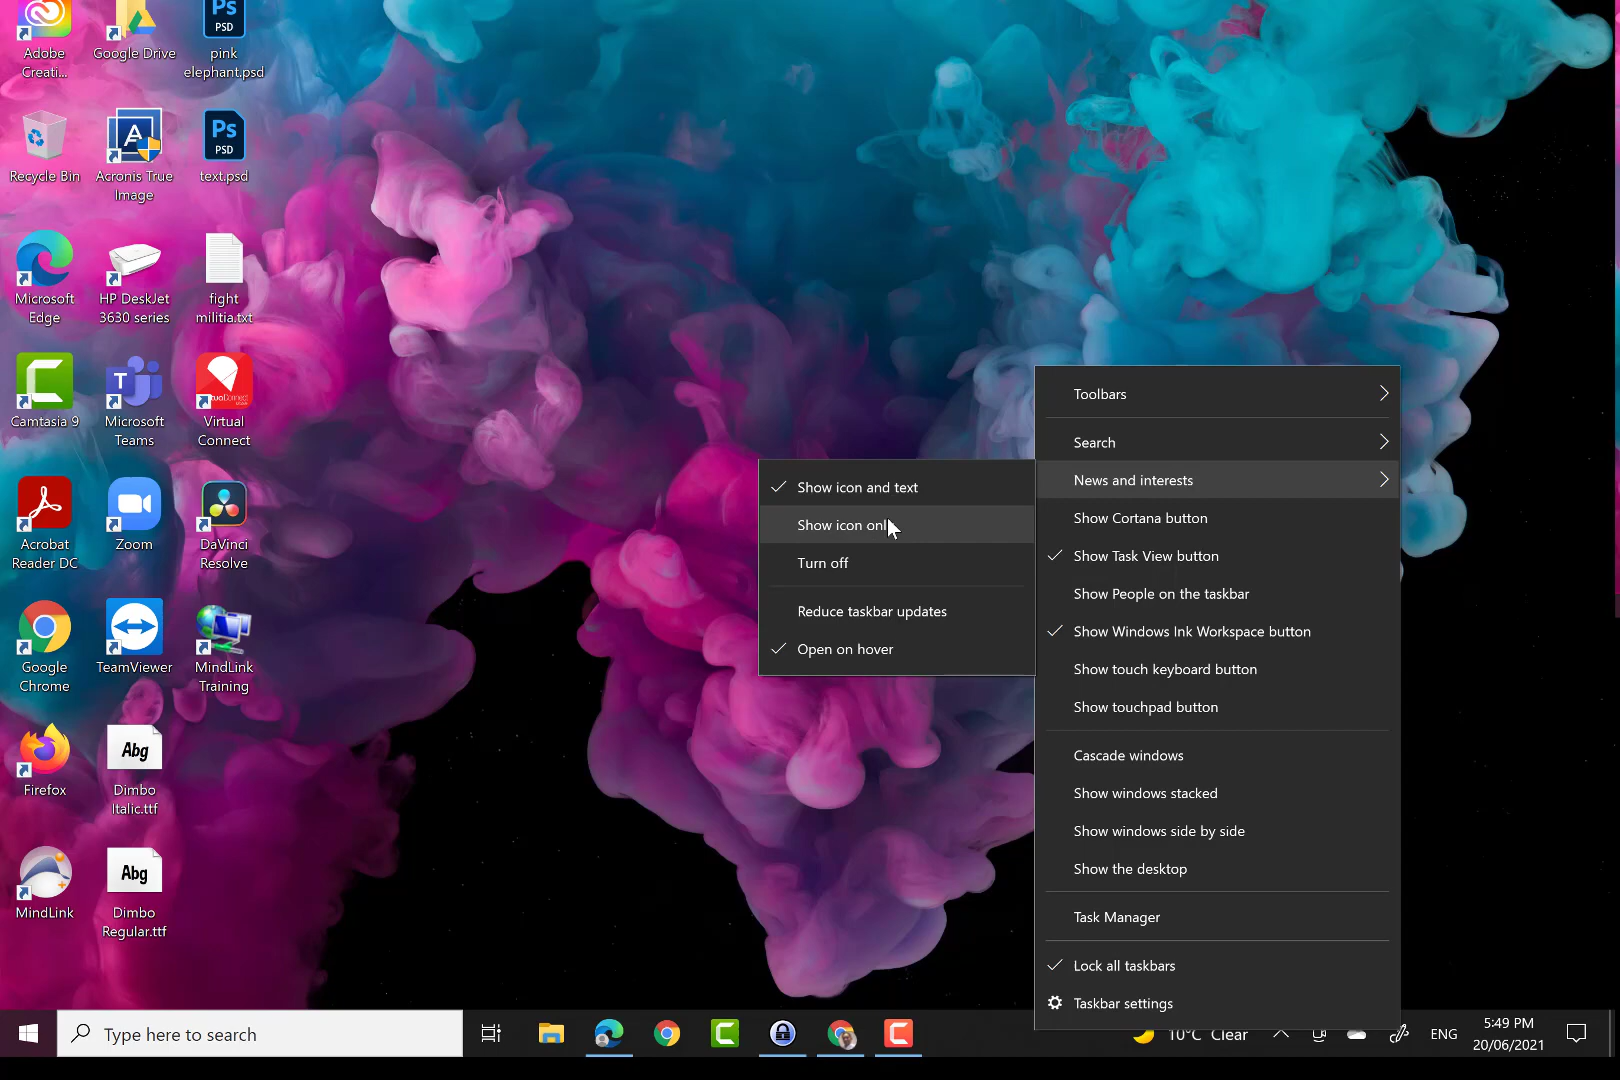 Adobe
Creati...
Google Drive
Ps
PSD
pink
elephant.psd
Recycle Bin
A
Acronis True
Image
Ps
PSD
text.psd
Microsoft
Edge
HP DeskJet
3630 series
fight
militia.txt
Camtasia 9
T
Microsoft
Teams
Virtual
Connect
Acrobat
Reader DC
Zoom
DaVinci
Resolve
Google
Chrome
TeamViewer
MindLink
Training
Firefox
Abg
Dimbo
Italic.ttf
MindLink
Abg
Dimbo
Regular.ttf
Show icon and text
Show icon
Turn off
Reduce taskbar updates
Open on hover
Toolbars
Search
News and interests
Show Cortana button
Show Task View button
Show People on the taskbar
Show Windows Ink Workspace button
Show touch keyboard button
Show touchpad button
Cascade windows
Show windows stacked
Show windows side by side
Show the desktop
Task Manager
Lock all taskbars
Taskbar settings
Type here to search
10°C Clear
ENG
5:49 PM
20/06/2021